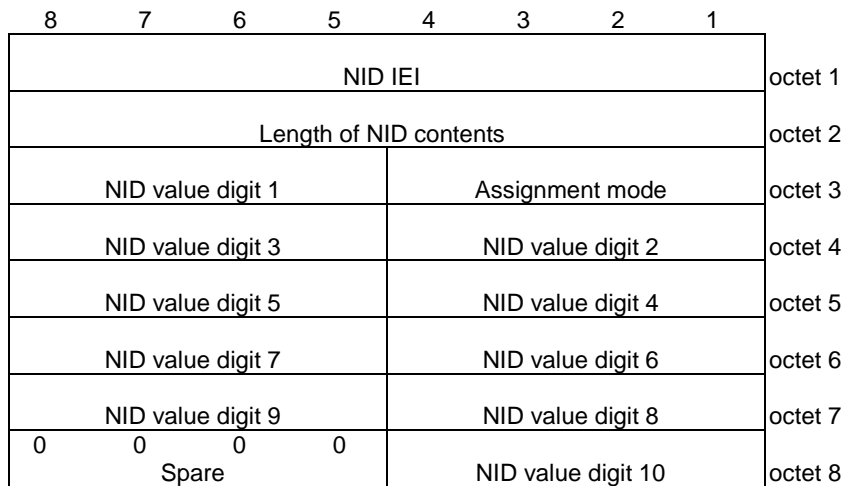 8 7 6 5 4 3 2 1
NID IEI octet 1
Length of NID contents octet 2
NID value digit 1 Assignment mode octet 3
NID value digit 3 NID value digit 2 octet 4
NID value digit 5 NID value digit 4 octet 5
NID value digit 7 NID value digit 6 octet 6
NID value digit 9 NID value digit 8 octet 7
0 0 0 0
Spare NID value digit 10 octet 8